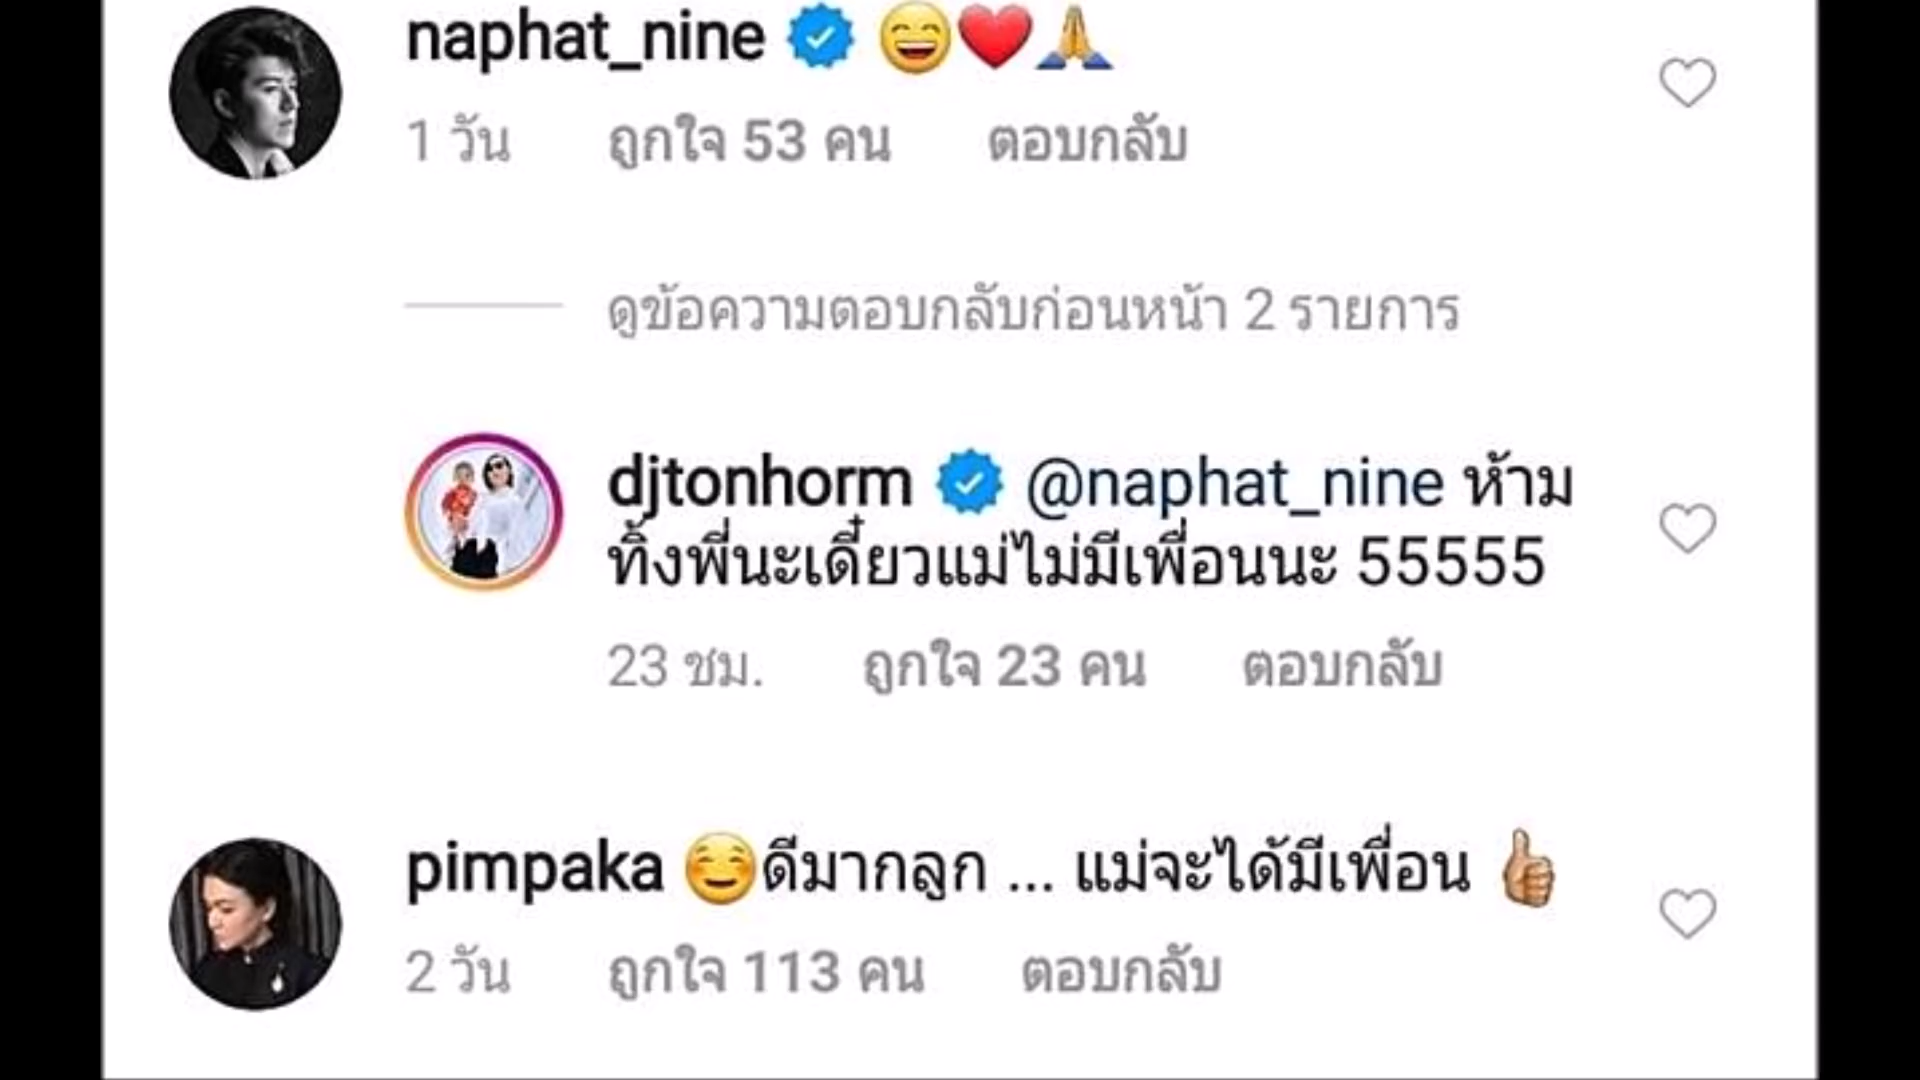 naphat_nine 😄❤️🙏
1 วัน ถูกใจ 53 คน ตอบกลับ
ดูข้อความตอบกลับก่อนหน้า 2 รายการ
djtonhorm @naphat_nine ห้าม
ทิ้งพี่นะเดี๋ยวแม่ไม่มีเพื่อนนะ 55555
23 ชม. ถูกใจ 23 คน ตอบกลับ
pimpaka ☺️ดีมากลูก ... แม่จะได้มีเพื่อน 👍🏼
2 วัน ถูกใจ 113 คน ตอบกลับ